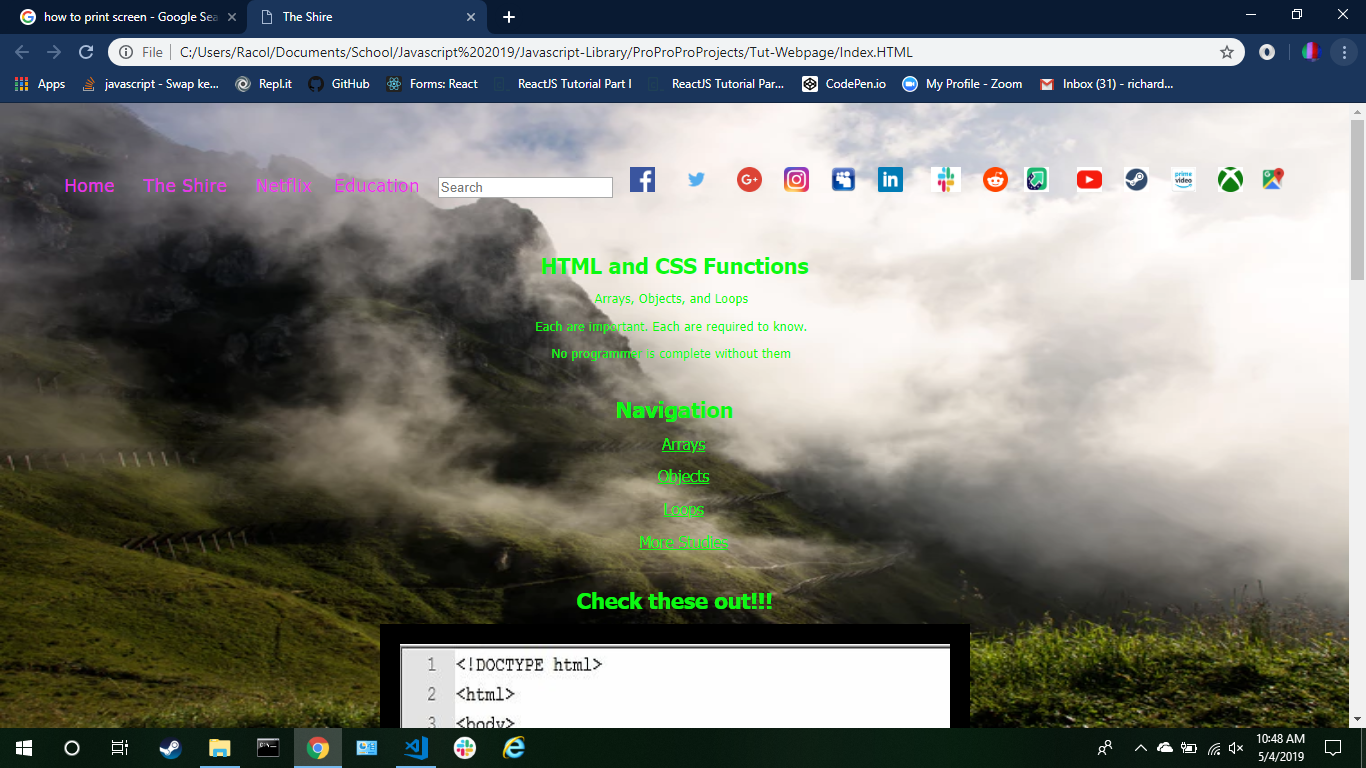 how to print screen - Google Sea
The Shire
File | C:/Users/Racol/Documents/School/Javascript%202019/Javascript-Library/ProProProProjects/Tut-Webpage/Index.HTML
Apps javascript - Swap ke... Repl.it GitHub Forms: React ReactJS Tutorial Part I ReactJS Tutorial Par... CodePen.io My Profile - Zoom Inbox (31) - richard...
Home The Shire Netflix Education Search prime video
HTML and CSS Functions
Arrays, Objects, and Loops
Each are important. Each are required to know.
No programmer is complete without them
Navigation
Arrays
Objects
Loops
More Studies
Check these out!!!
1 <!DOCTYPE html>
2 <html>
3 <body>
10:48 AM
5/4/2019